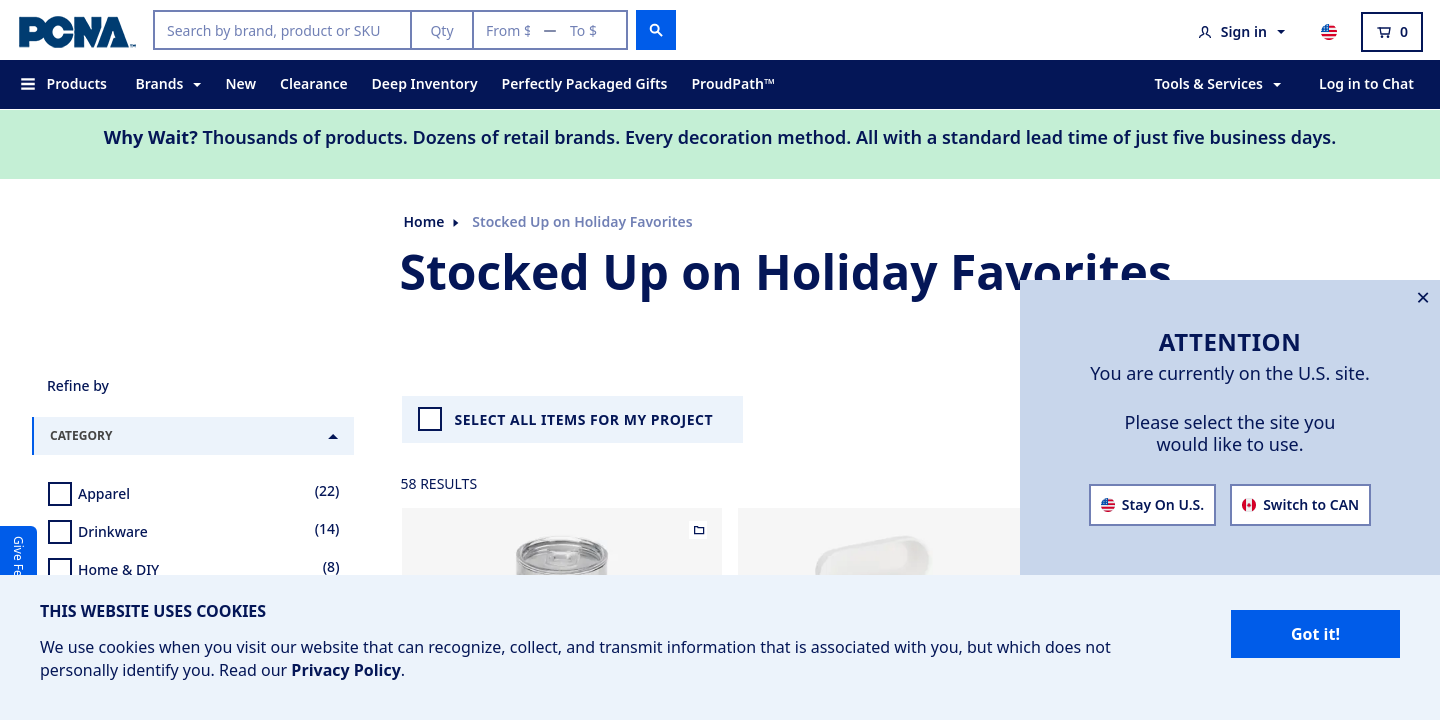 PCNA™
Search by brand, product or SKU
Qty
From $
To $
Sign in
0
Products
Brands
New
Clearance
Deep Inventory
Perfectly Packaged Gifts
ProudPath™
Tools & Services
Log in to Chat
Why Wait? Thousands of products. Dozens of retail brands. Every decoration method. All with a standard lead time of just five business days.
Home
Stocked Up on Holiday Favorites
Stocked Up on Holiday Favorites
ATTENTION
You are currently on the U.S. site.
Please select the site you
would like to use.
Stay On U.S.
Switch to CAN
Refine by
CATEGORY
Apparel (22)
Drinkware (14)
Home & DIY (8)
SELECT ALL ITEMS FOR MY PROJECT
58 RESULTS
Give Fe
THIS WEBSITE USES COOKIES
We use cookies when you visit our website that can recognize, collect, and transmit information that is associated with you, but which does not
personally identify you. Read our Privacy Policy.
Got it!